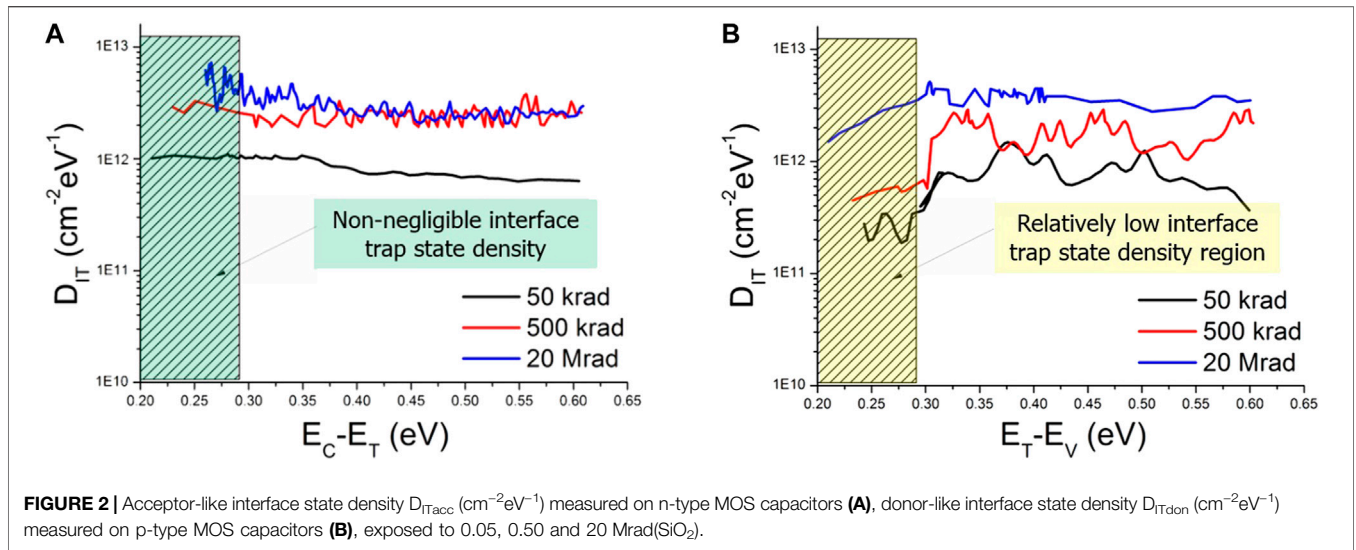 A
D_IT (cm⁻²eV⁻¹)
1E13
1E12
1E11
1E10
Non-negligible interface
trap state density
50 krad
500 krad
20 Mrad
0.20 0.25 0.30 0.35 0.40 0.45 0.50 0.55 0.60 0.65
E_C-E_T (eV)
B
D_IT (cm⁻²eV⁻¹)
1E13
1E12
1E11
1E10
Relatively low interface
trap state density region
50 krad
500 krad
20 Mrad
0.20 0.25 0.30 0.35 0.40 0.45 0.50 0.55 0.60 0.65
E_T-E_V (eV)
FIGURE 2 | Acceptor-like interface state density D_ITacc (cm⁻²eV⁻¹) measured on n-type MOS capacitors (A), donor-like interface state density D_ITdon (cm⁻²eV⁻¹)
measured on p-type MOS capacitors (B), exposed to 0.05, 0.50 and 20 Mrad(SiO₂).